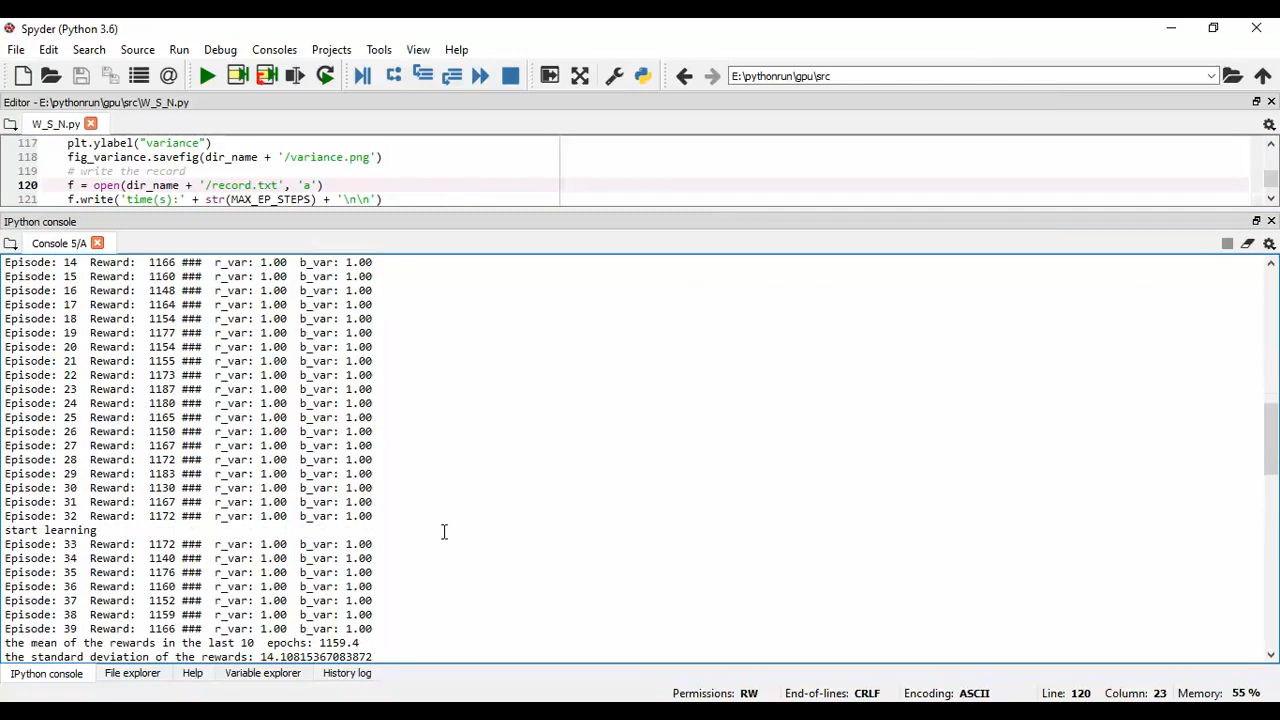 Spyder (Python 3.6)
File Edit Search Source Run Debug Consoles Projects Tools View Help
E:\pythonrun\gpu\src
Editor - E:\pythonrun\gpu\src\W_S_N.py
W_S_N.py
117 plt.ylabel("variance")
118 fig_variance.savefig(dir_name + '/variance.png')
119 # write the record
120 f = open(dir_name + '/record.txt', 'a')
121 f.write('time(s):' + str(MAX_EP_STEPS) + '\n\n')
IPython console
Console 5/A
Episode: 14 Reward: 1166 ### r_var: 1.00 b_var: 1.00
Episode: 15 Reward: 1160 ### r_var: 1.00 b_var: 1.00
Episode: 16 Reward: 1148 ### r_var: 1.00 b_var: 1.00
Episode: 17 Reward: 1164 ### r_var: 1.00 b_var: 1.00
Episode: 18 Reward: 1154 ### r_var: 1.00 b_var: 1.00
Episode: 19 Reward: 1177 ### r_var: 1.00 b_var: 1.00
Episode: 20 Reward: 1154 ### r_var: 1.00 b_var: 1.00
Episode: 21 Reward: 1155 ### r_var: 1.00 b_var: 1.00
Episode: 22 Reward: 1173 ### r_var: 1.00 b_var: 1.00
Episode: 23 Reward: 1187 ### r_var: 1.00 b_var: 1.00
Episode: 24 Reward: 1180 ### r_var: 1.00 b_var: 1.00
Episode: 25 Reward: 1165 ### r_var: 1.00 b_var: 1.00
Episode: 26 Reward: 1150 ### r_var: 1.00 b_var: 1.00
Episode: 27 Reward: 1167 ### r_var: 1.00 b_var: 1.00
Episode: 28 Reward: 1172 ### r_var: 1.00 b_var: 1.00
Episode: 29 Reward: 1183 ### r_var: 1.00 b_var: 1.00
Episode: 30 Reward: 1130 ### r_var: 1.00 b_var: 1.00
Episode: 31 Reward: 1167 ### r_var: 1.00 b_var: 1.00
Episode: 32 Reward: 1172 ### r_var: 1.00 b_var: 1.00
start learning
Episode: 33 Reward: 1172 ### r_var: 1.00 b_var: 1.00
Episode: 34 Reward: 1140 ### r_var: 1.00 b_var: 1.00
Episode: 35 Reward: 1176 ### r_var: 1.00 b_var: 1.00
Episode: 36 Reward: 1160 ### r_var: 1.00 b_var: 1.00
Episode: 37 Reward: 1152 ### r_var: 1.00 b_var: 1.00
Episode: 38 Reward: 1159 ### r_var: 1.00 b_var: 1.00
Episode: 39 Reward: 1166 ### r_var: 1.00 b_var: 1.00
the mean of the rewards in the last 10 epochs: 1159.4
the standard deviation of the rewards: 14.10815367083872
IPython console File explorer Help Variable explorer History log
Permissions: RW End-of-lines: CRLF Encoding: ASCII Line: 120 Column: 23 Memory: 55 %